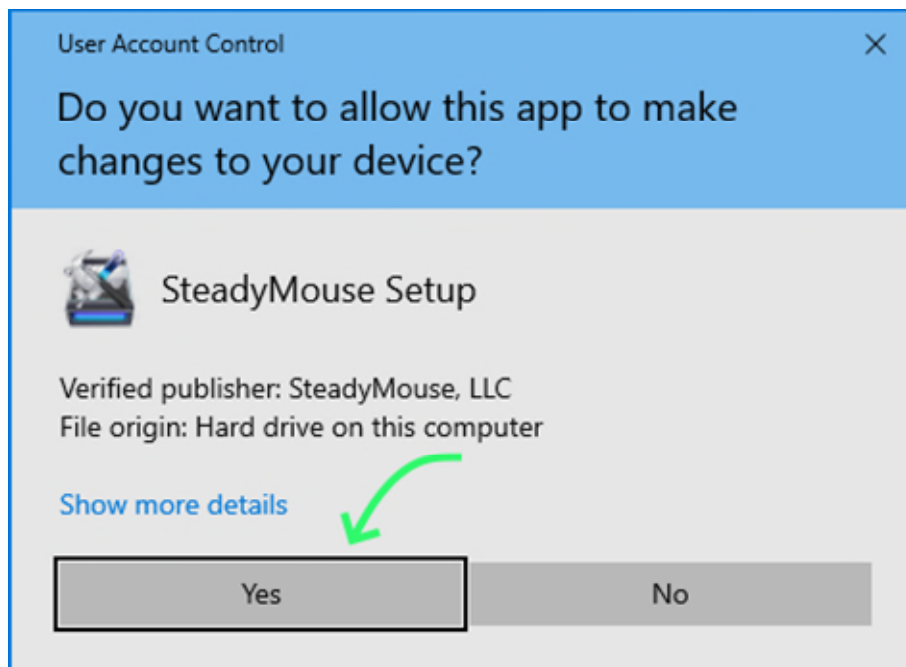 User Account Control
Do you want to allow this app to make
changes to your device?
SteadyMouse Setup
Verified publisher: SteadyMouse, LLC
File origin: Hard drive on this computer
Show more details
Yes
No